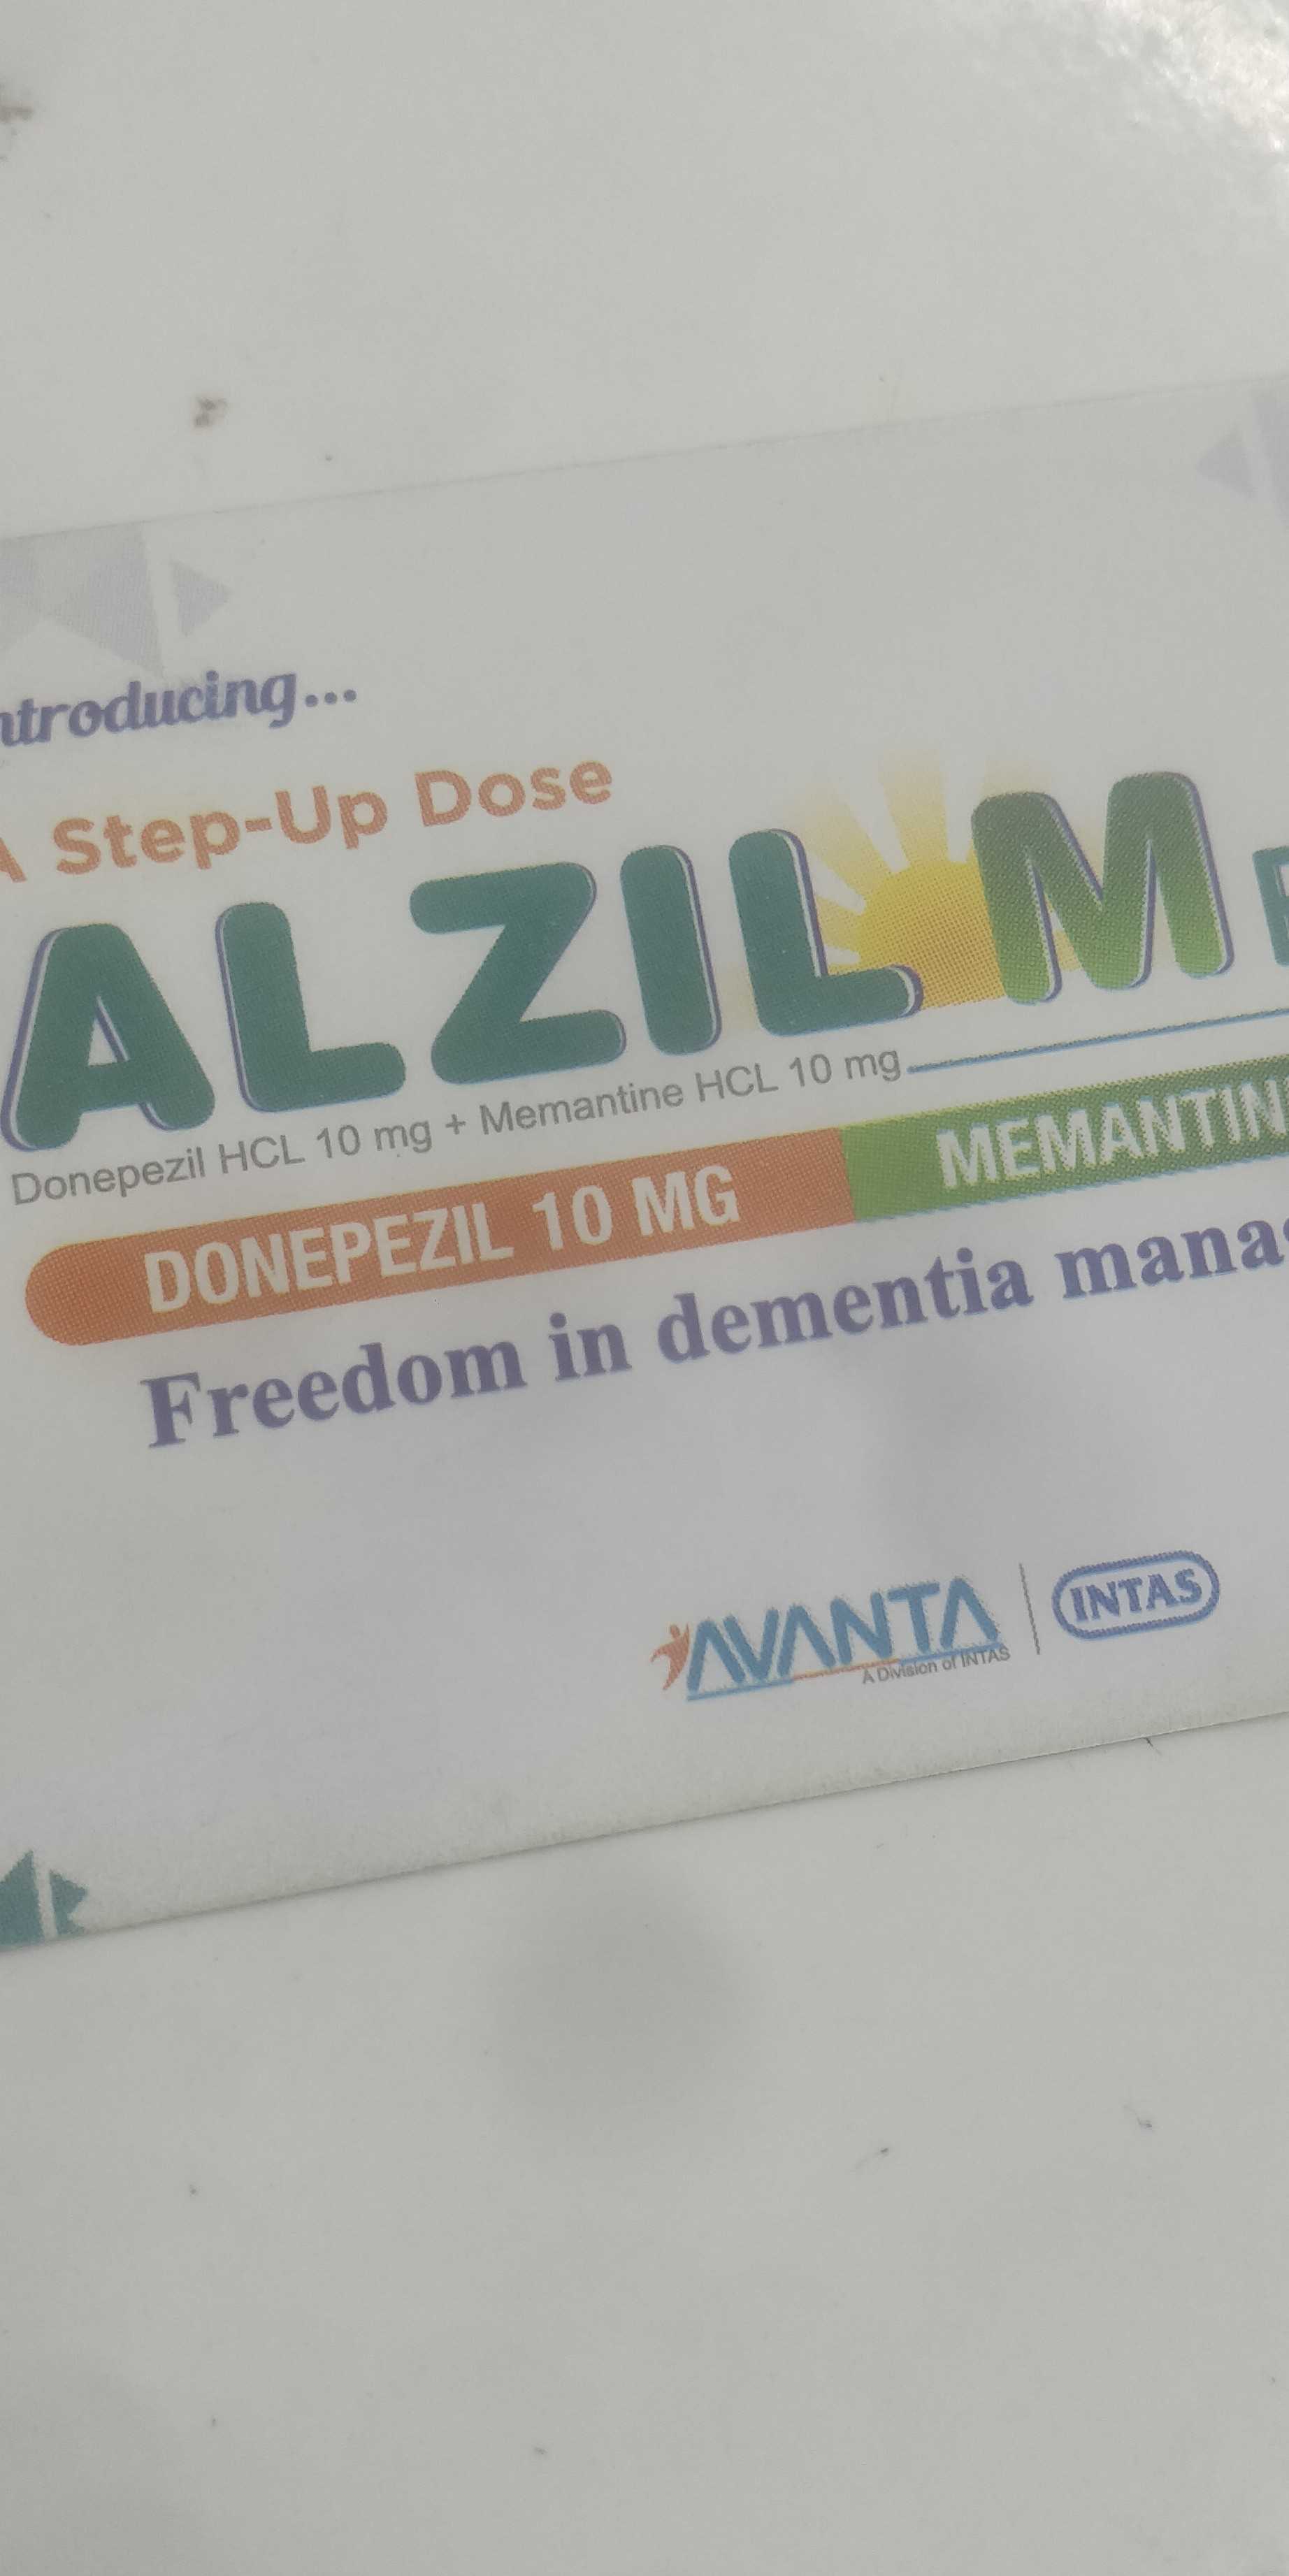 ntroducing...
A Step-Up Dose
ALZIL M
Donepezil HCL 10 mg + Memantine HCL 10 mg
DONEPEZIL 10 MG MEMANTIN
Freedom in dementia mana
AVANTA INTAS
A Division of INTAS